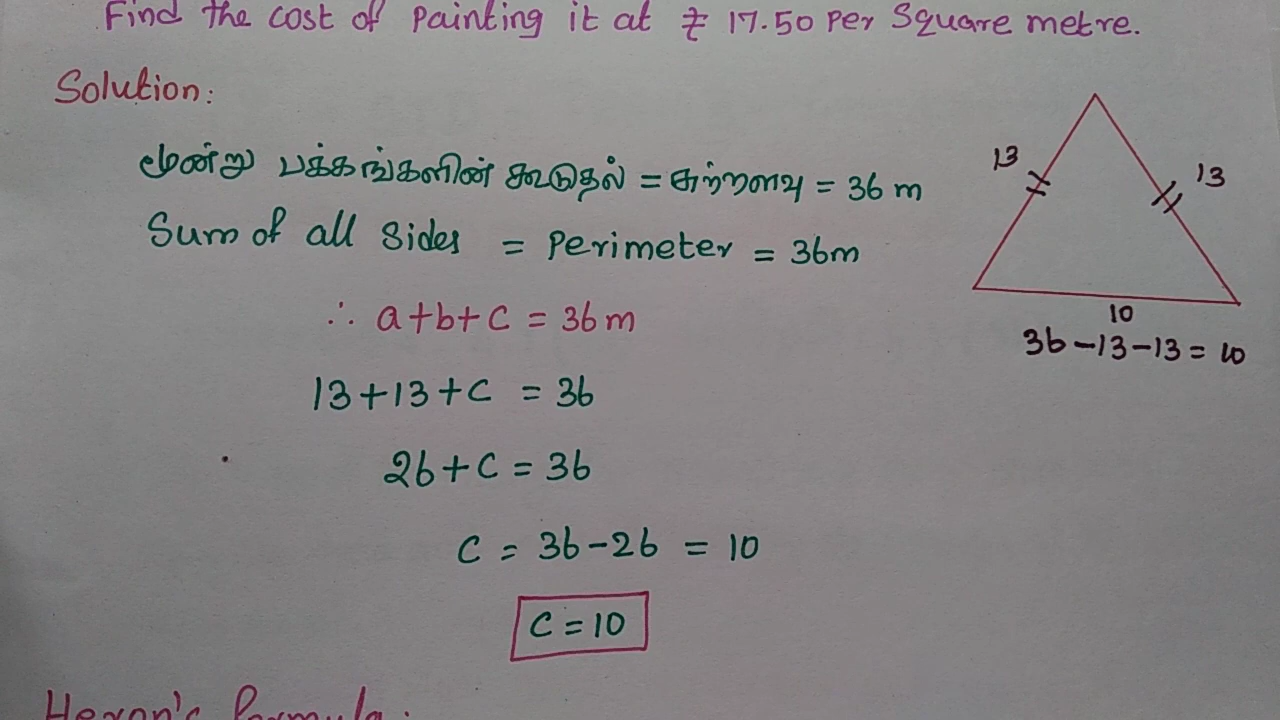 Find the cost of painting it at ₹ 17.50 per Square metre.
Solution:
மூன்று பக்கங்களின் கூடுதல் = சுற்றளவு = 36 m
Sum of all Sides = Perimeter = 36m
∴ a+b+c = 36m
13+13+c = 36
26+c = 36
c = 36-26 = 10
c = 10
13
13
10
36-13-13 = 10
Heron's Formula: